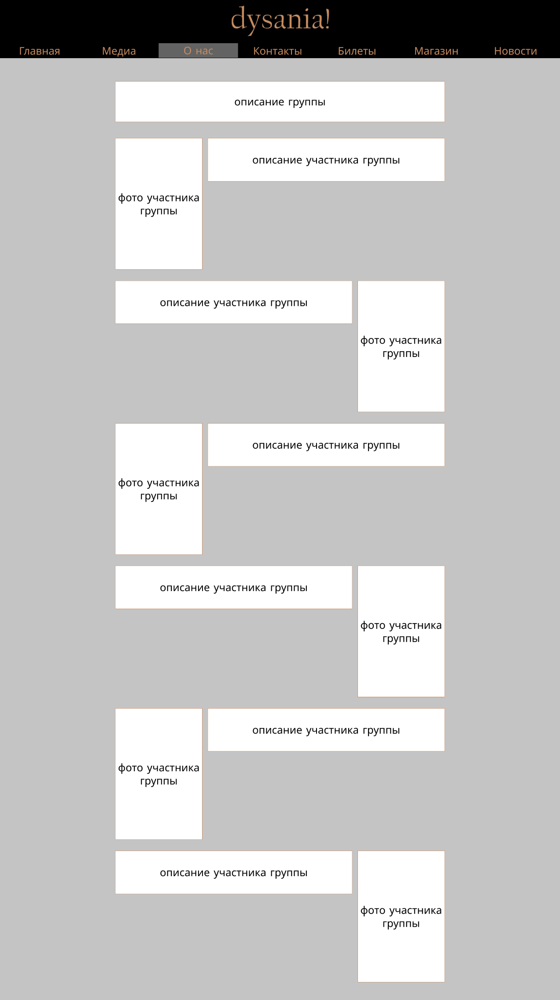 dysania!
Главная Медиа О нас Контакты Билеты Магазин Новости
описание группы
описание участника группы
фото участника
группы
описание участника группы
фото участника
группы
описание участника группы
фото участника
группы
описание участника группы
фото участника
группы
описание участника группы
фото участника
группы
описание участника группы
фото участника
группы